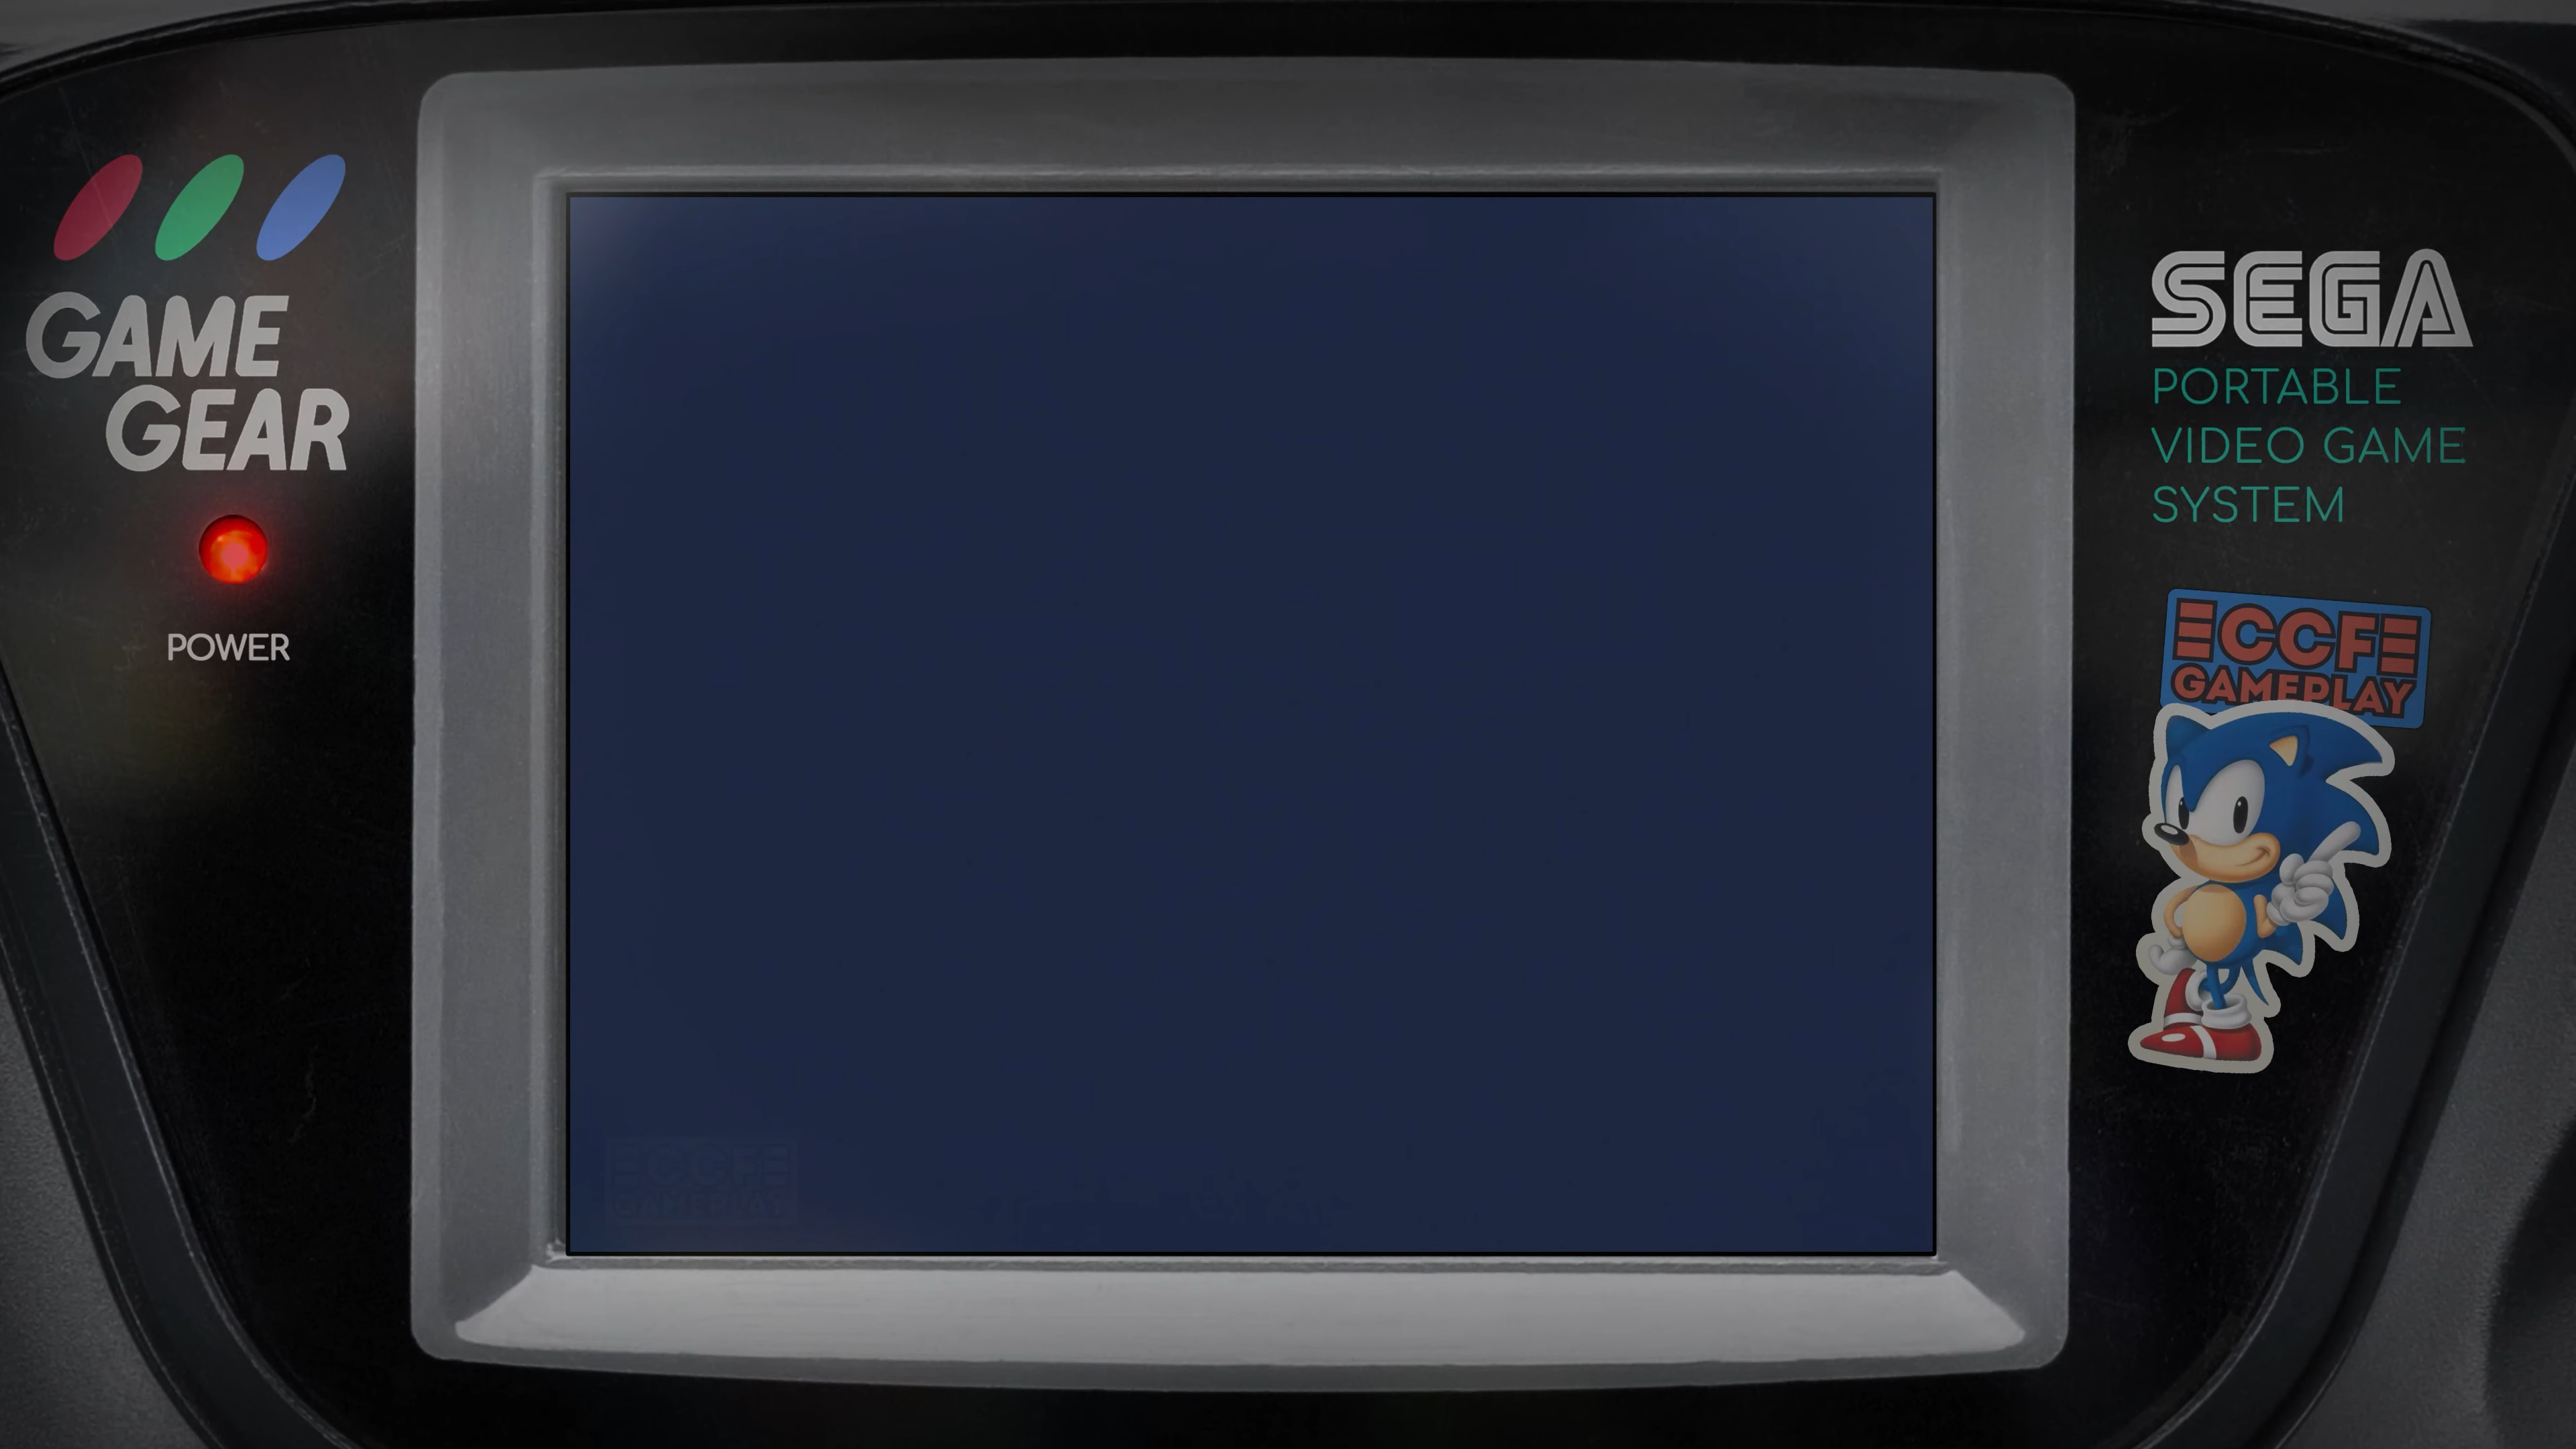 GAME
GEAR
POWER
SEGA
PORTABLE
VIDEO GAME
SYSTEM
CCF
GAMEPLAY